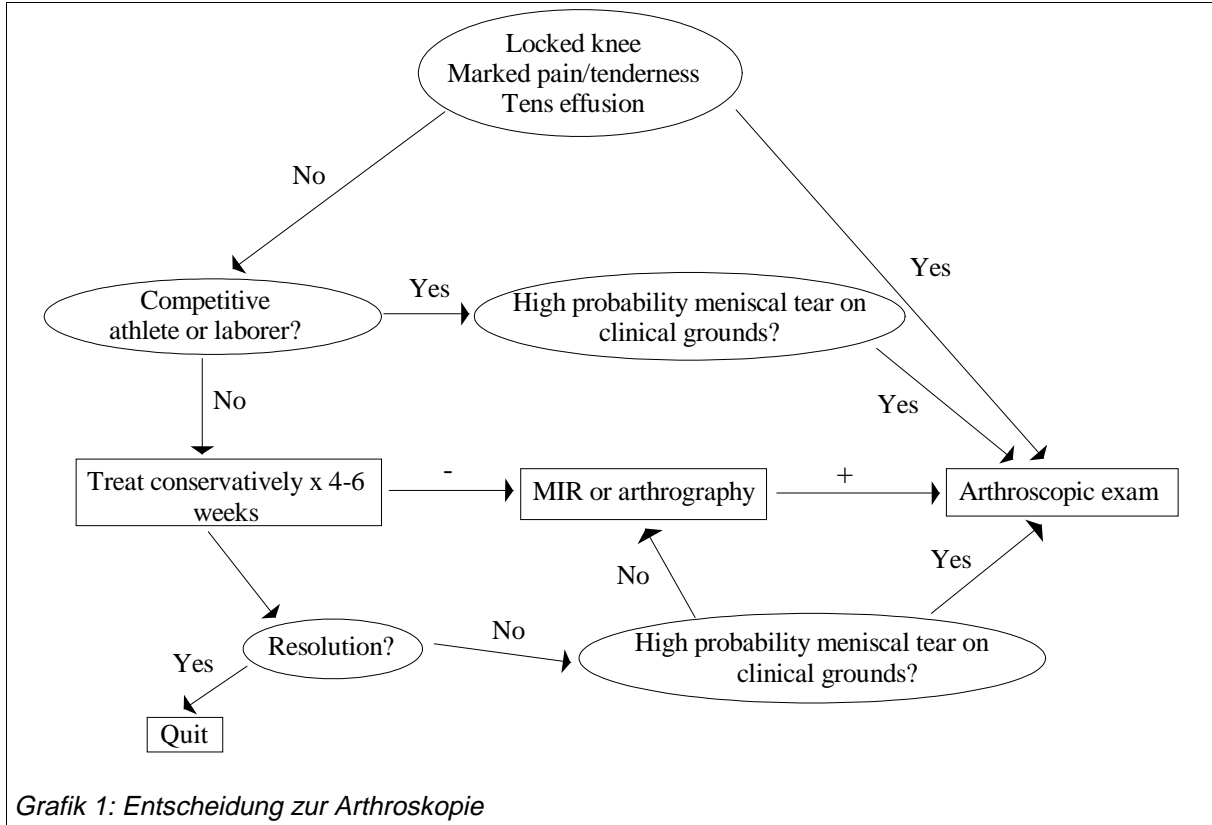 Locked knee
Marked pain/tenderness
Tens effusion
No
Yes
Competitive
athlete or laborer?
Yes
High probability meniscal tear on
clinical grounds?
No
Yes
Treat conservatively x 4-6
weeks
-
MIR or arthrography
+
Arthroscopic exam
No
Yes
Resolution?
No
High probability meniscal tear on
clinical grounds?
Yes
Quit
Grafik 1: Entscheidung zur Arthroskopie